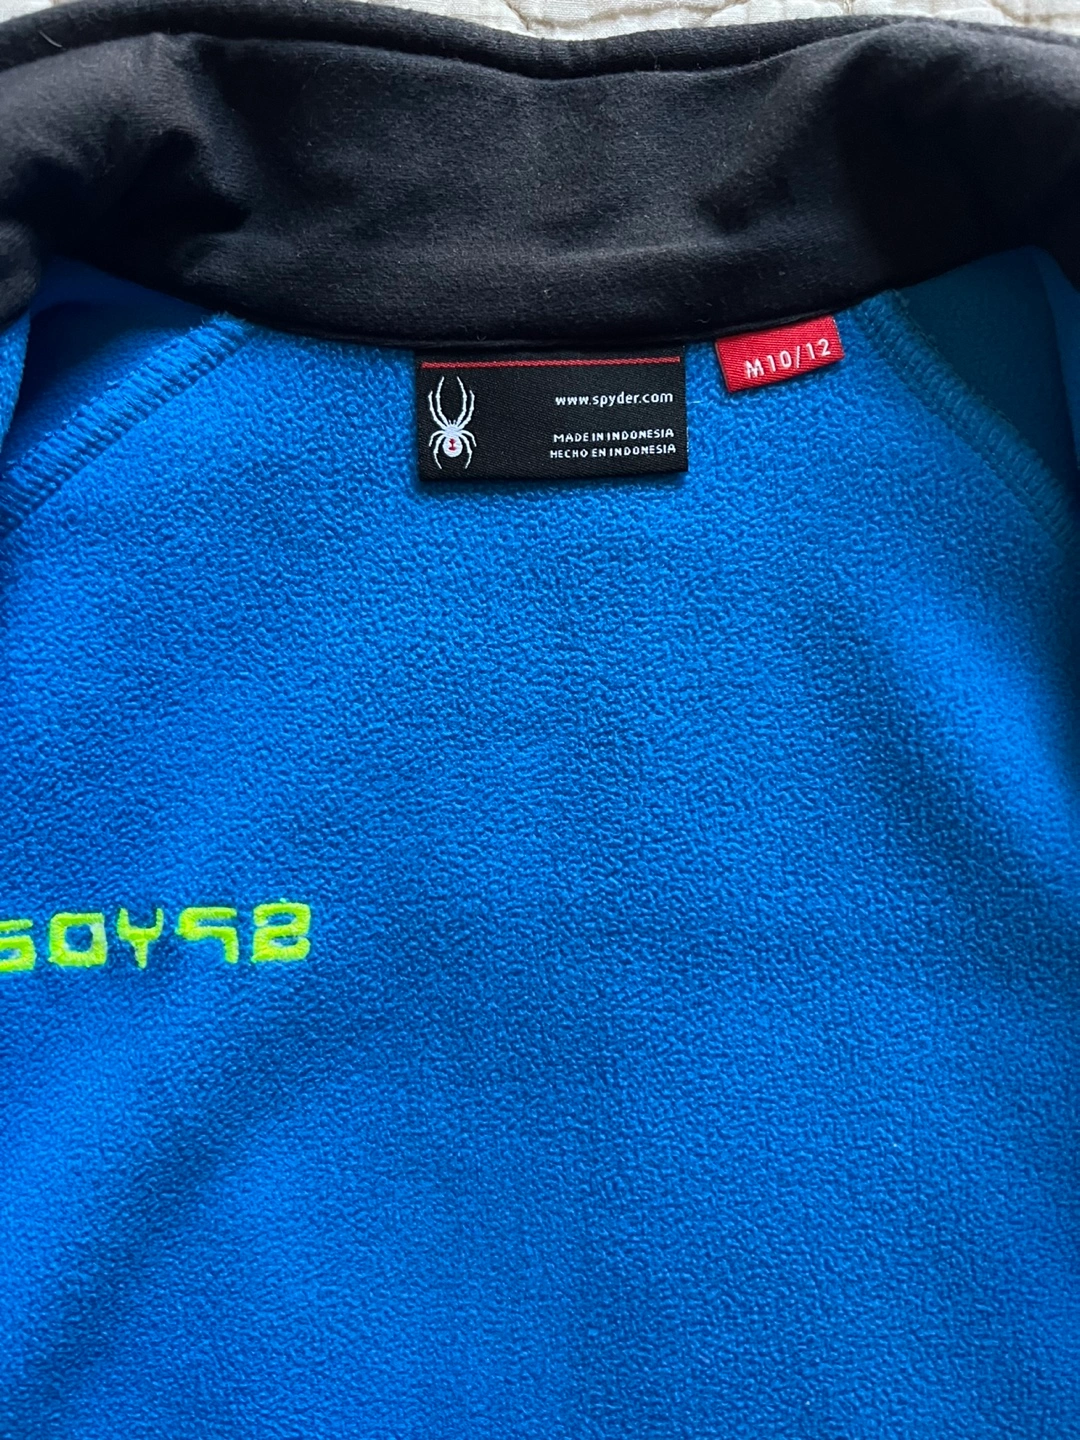 M10/12
www.spyder.com
MADE IN INDONESIA
HECHO EN INDONESIA